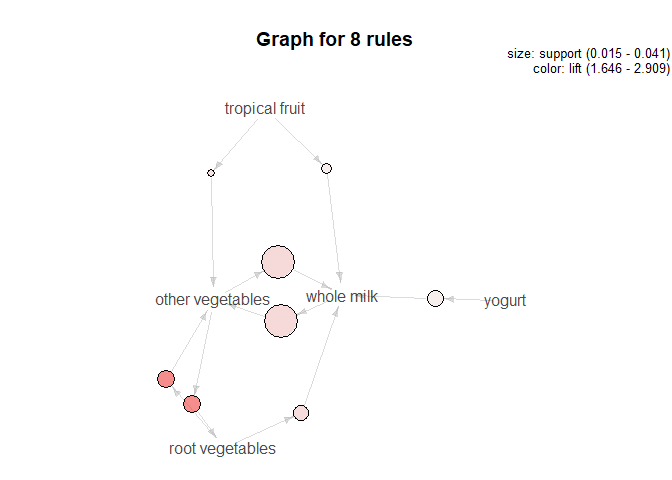 Graph for 8 rules
size: support (0.015 - 0.041)
color: lift (1.646 - 2.909)
tropical fruit
other vegetables
whole milk
yogurt
root vegetables